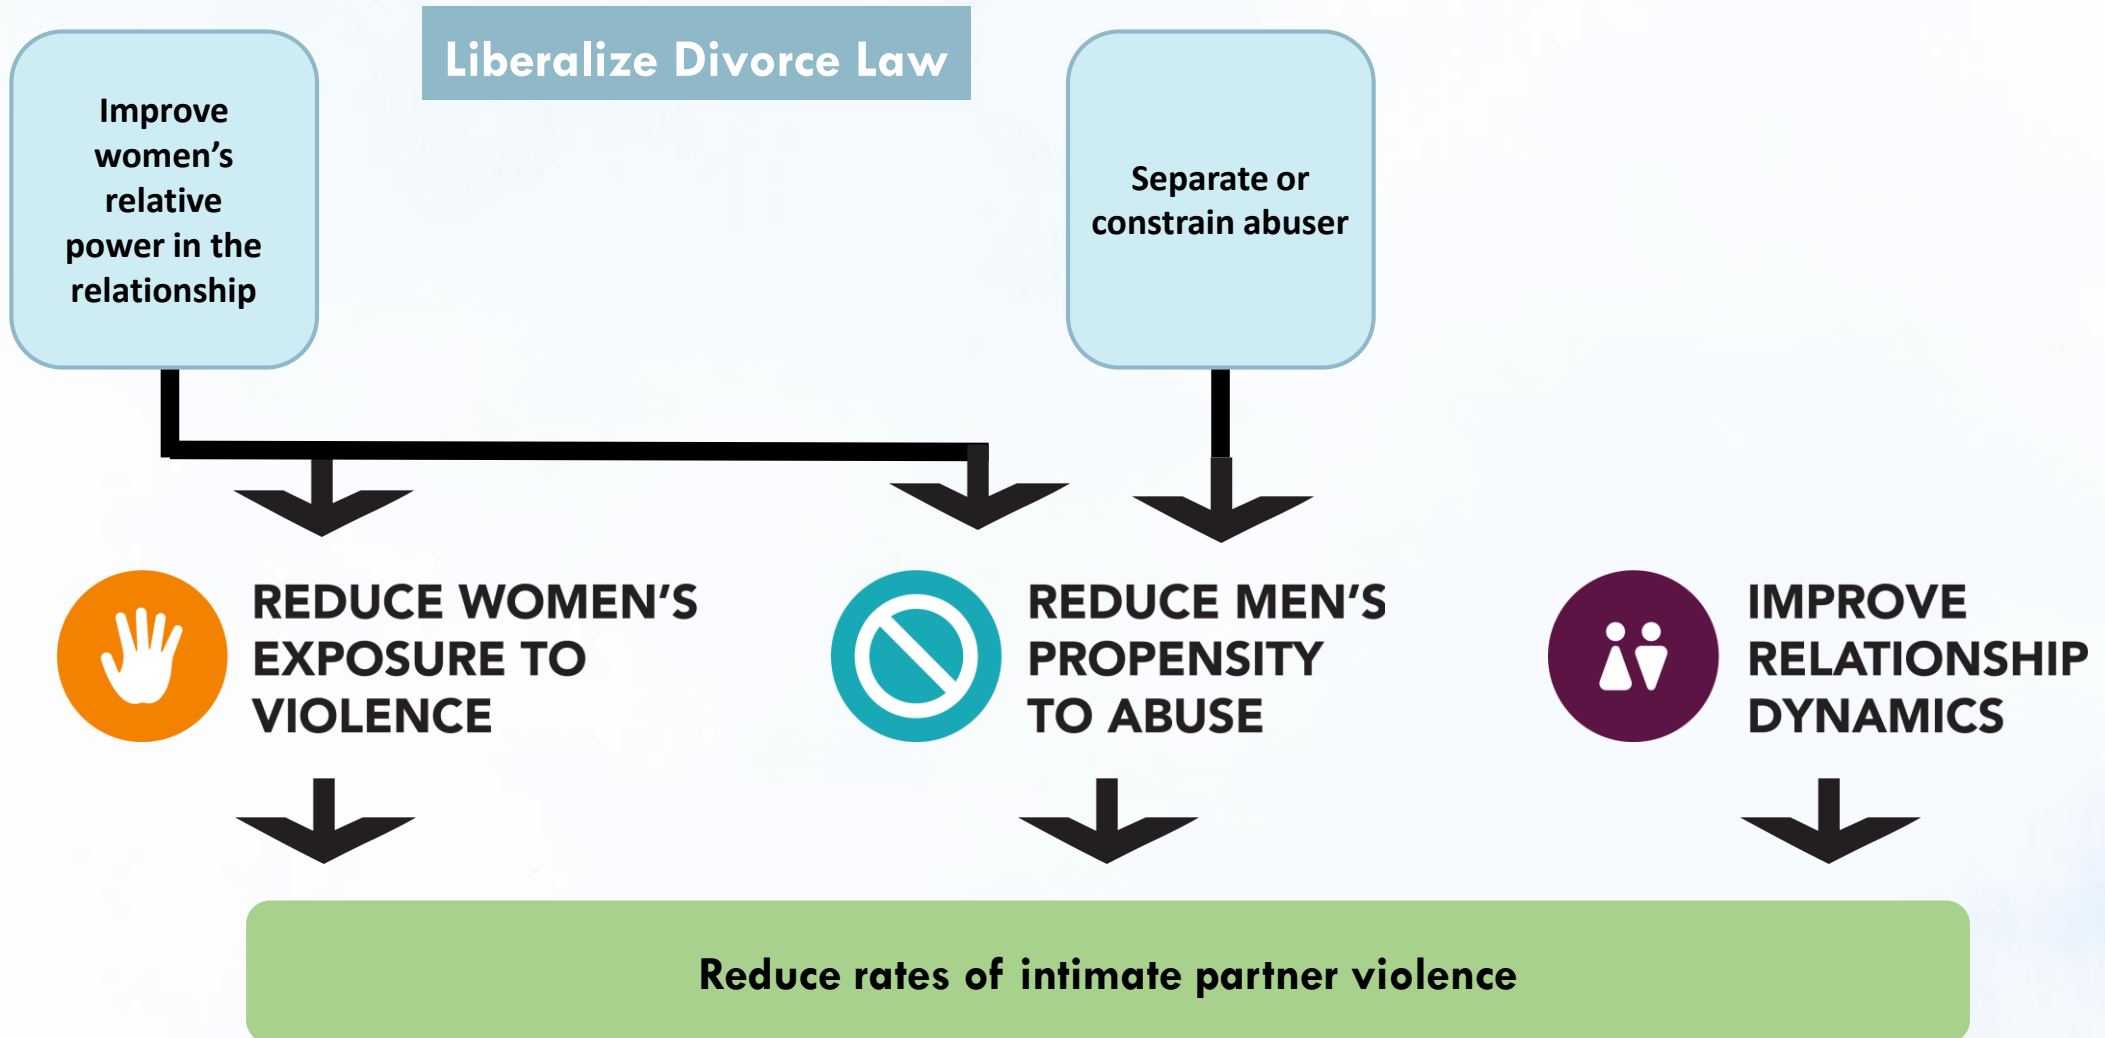 Liberalize Divorce Law
Improve
women’s
relative
power in the
relationship
Separate or
constrain abuser
REDUCE WOMEN’S
EXPOSURE TO
VIOLENCE
REDUCE MEN’S
PROPENSITY
TO ABUSE
IMPROVE
RELATIONSHIP
DYNAMICS
Reduce rates of intimate partner violence